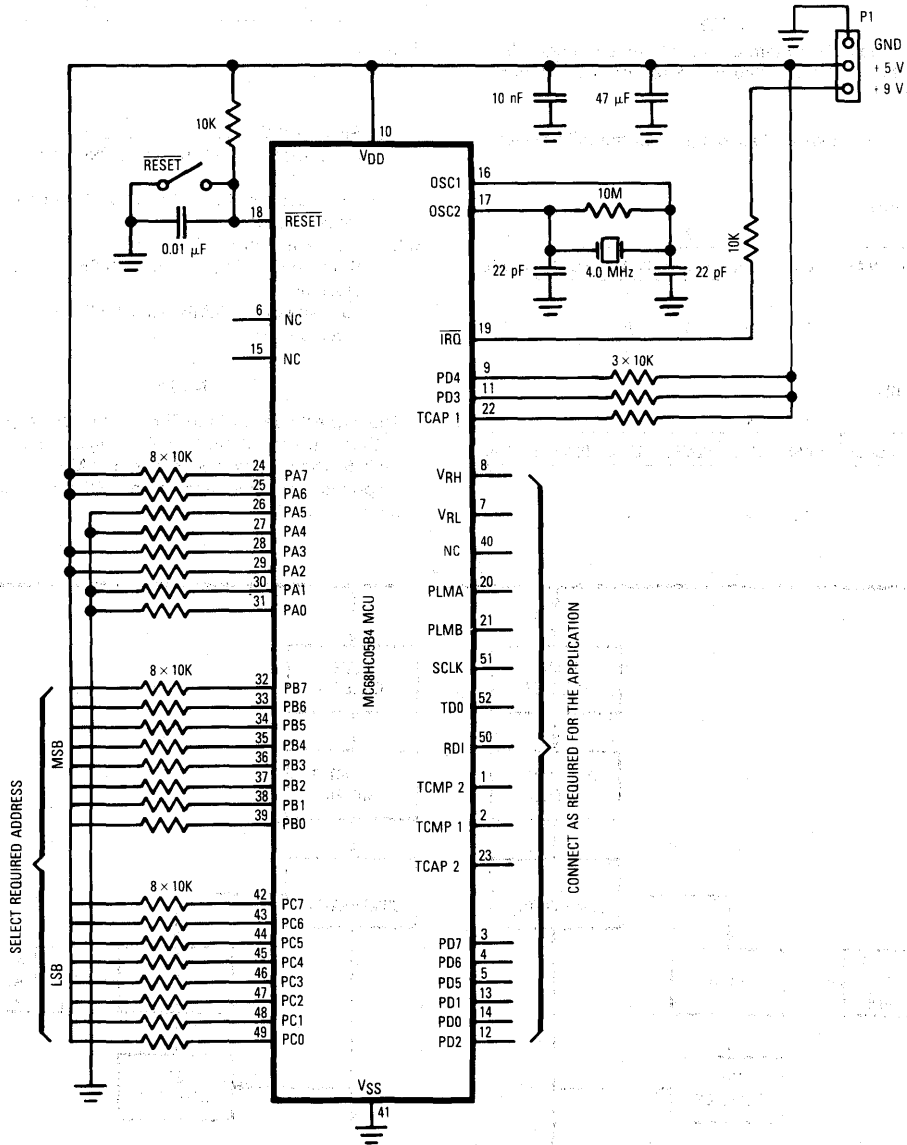 P1
GND
+ 5 V
+ 9 V
10 nF
47 µF
10K
10
VDD
RESET
18
RESET
0.01 µF
OSC1
16
OSC2
17
10M
22 pF
4.0 MHz
22 pF
10K
6
NC
15
NC
IRQ
19
PD4
9
3 × 10K
PD3
11
TCAP 1
22
8 × 10K
24
PA7
25
PA6
26
PA5
27
PA4
28
PA3
29
PA2
30
PA1
31
PA0
VRH
8
VRL
7
NC
40
PLMA
20
PLMB
21
SCLK
51
TD0
52
RDI
50
TCMP 2
1
TCMP 1
2
TCAP 2
23
MC68HC05B4 MCU
CONNECT AS REQUIRED FOR THE APPLICATION
8 × 10K
32
PB7
33
PB6
34
PB5
35
PB4
36
PB3
37
PB2
38
PB1
39
PB0
SELECT REQUIRED ADDRESS
MSB
LSB
8 × 10K
42
PC7
43
PC6
44
PC5
45
PC4
46
PC3
47
PC2
48
PC1
49
PC0
PD7
3
PD6
4
PD5
5
PD1
13
PD0
14
PD2
12
VSS
41